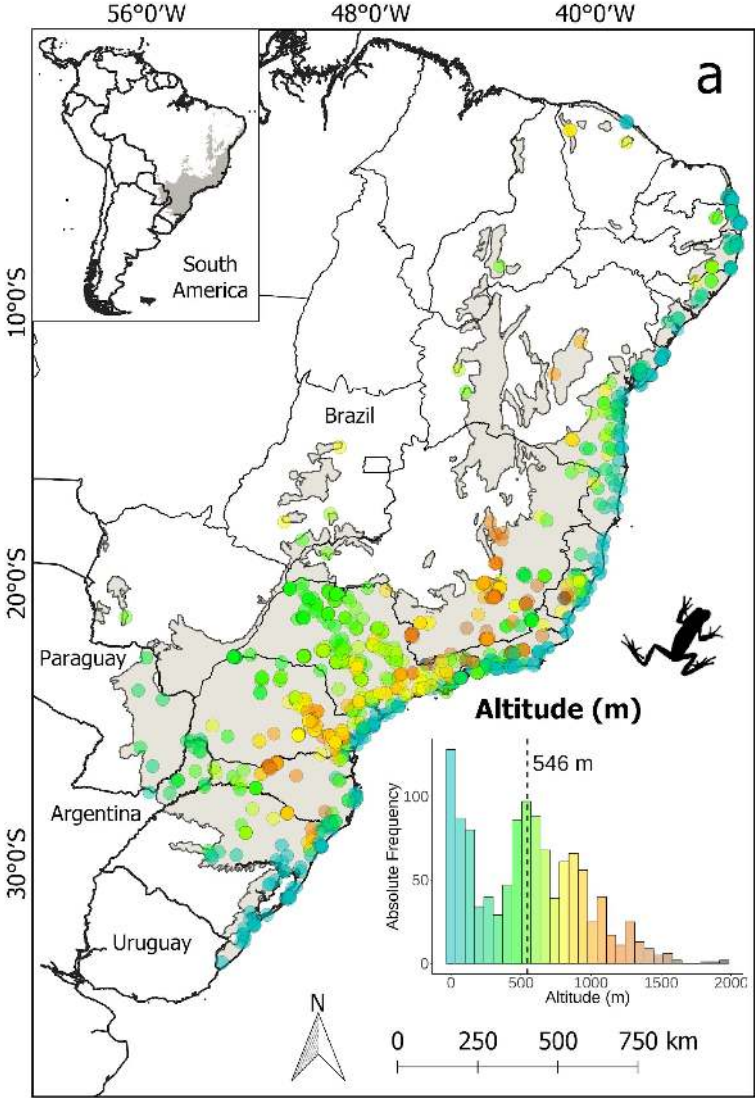 56°0'W
48°0'W
40°0'W
a
South
America
10°0'S
Brazil
20°0'S
Paraguay
Altitude (m)
546 m
Argentina
100
50
0
Absolute Frequency
30°0'S
Uruguay
0
500
1000
1500
2000
Altitude (m)
N
0
250
500
750 km